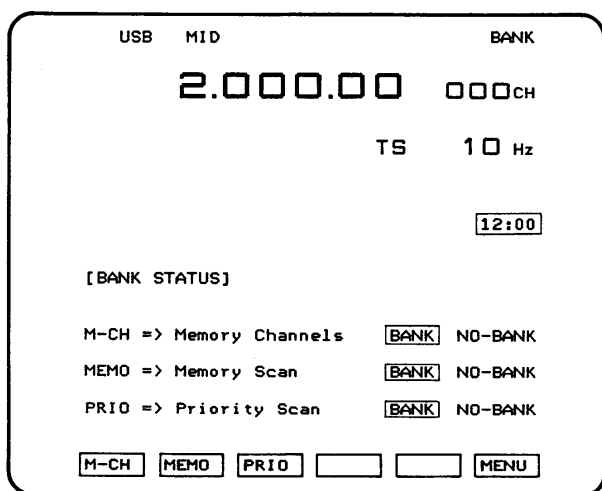 USB MID BANK
2.000.00 000CH
TS 10 Hz
12:00
[BANK STATUS]
M-CH => Memory Channels BANK NO-BANK
MEMO => Memory Scan BANK NO-BANK
PRIO => Priority Scan BANK NO-BANK
M-CH MEMO PRIO MENU